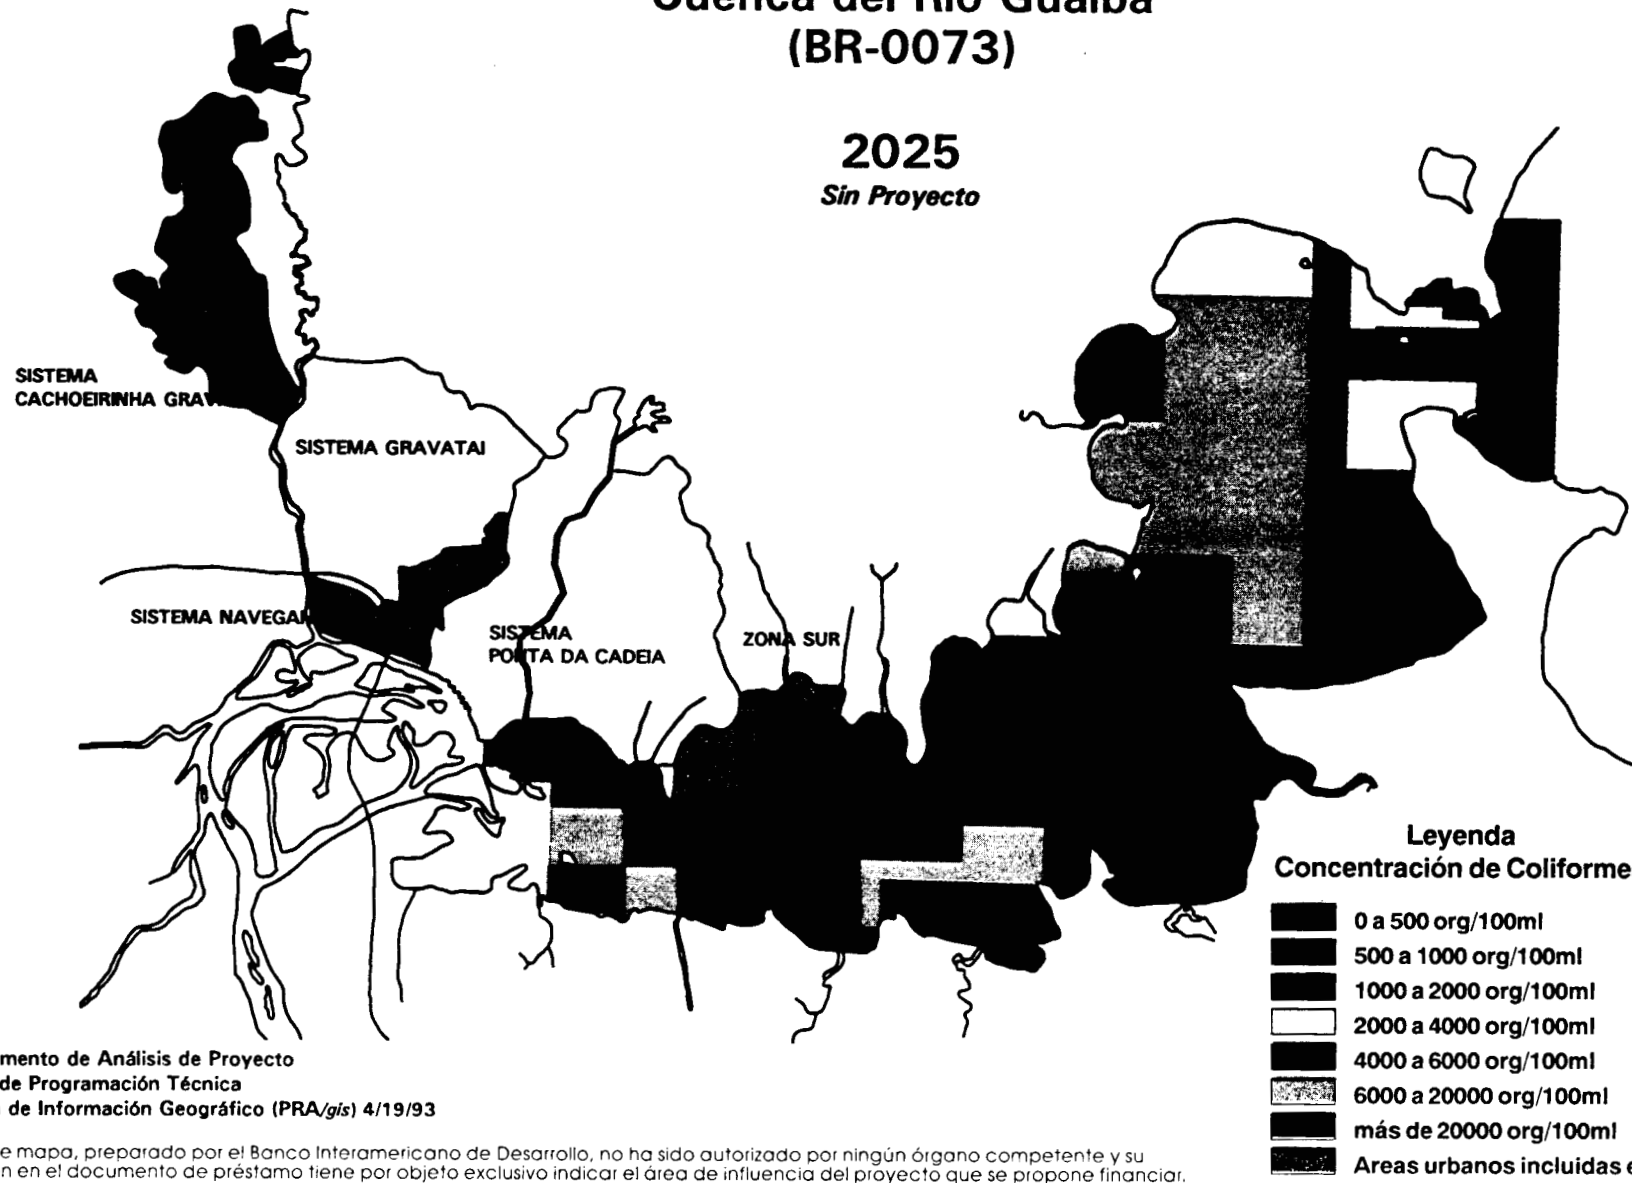 Cuenca del Río Guaíba
(BR-0073)
2025
Sin Proyecto
SISTEMA
CACHOEIRINHA GRAV
SISTEMA GRAVATAI
SISTEMA NAVEGAN
SISTEMA
PONTA DA CADEIA
ZONA SUR
Leyenda
Concentración de Coliforme
0 a 500 org/100ml
500 a 1000 org/100ml
1000 a 2000 org/100ml
2000 a 4000 org/100ml
4000 a 6000 org/100ml
6000 a 20000 org/100ml
más de 20000 org/100ml
Areas urbanos incluidas e
mento de Análisis de Proyecto
de Programación Técnica
de Información Geográfico (PRA/gis) 4/19/93
e mapa, preparado por el Banco Interamericano de Desarrollo, no ha sido autorizado por ningún órgano competente y su
n en el documento de préstamo tiene por objeto exclusivo indicar el área de influencia del proyecto que se propone financiar.